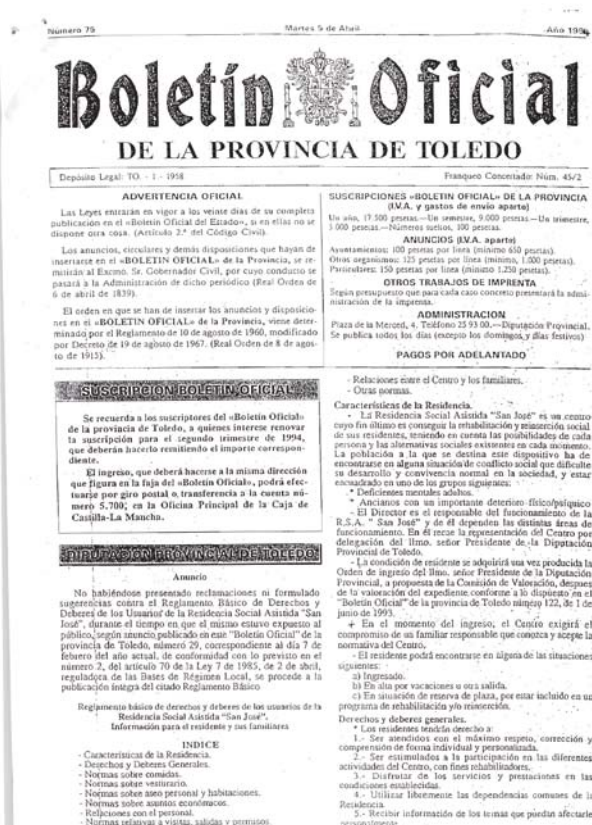 Número 75
Martes 5 de Abril
Año 1994
Boletín Oficial
DE LA PROVINCIA DE TOLEDO
Depósito Legal: TO. - 1 - 1958
Franqueo Concertado: Núm. 45/2
ADVERTENCIA OFICIAL
Las Leyes entrarán en vigor a los veinte días de su completa
publicación en el «Boletín Oficial del Estado», si en ellas no se
dispone otra cosa. (Artículo 2.º del Código Civil).
Los anuncios, circulares y demás disposiciones que hayan de
insertarse en el «BOLETIN OFICIAL» de la Provincia, se re-
mitirán al Excmo. Sr. Gobernador Civil, por cuyo conducto se
pasará a la Administración de dicho periódico (Real Orden de
6 de abril de 1839).
El orden en que se han de insertar los anuncios y disposicio-
nes en el «BOLETIN OFICIAL» de la Provincia, viene deter-
minado por el Reglamento de 10 de agosto de 1960, modificado
por Decreto de 19 de agosto de 1967. (Real Orden de 8 de agos-
to de 1915).
SUSCRIPCIONES «BOLETIN OFICIAL» DE LA PROVINCIA
(I.V.A. y gastos de envío aparte)
Un año, 17.500 pesetas.—Un semestre, 9.000 pesetas.—Un trimestre,
5.000 pesetas.—Números sueltos, 100 pesetas.
ANUNCIOS (I.V.A. aparte)
Ayuntamientos: 100 pesetas por línea (mínimo 650 pesetas).
Otros organismos: 125 pesetas por línea (mínimo, 1.000 pesetas).
Particulares: 150 pesetas por línea (mínimo 1.250 pesetas).
OTROS TRABAJOS DE IMPRENTA
Según presupuesto que para cada caso concreto presentará la admi-
nistración de la imprenta.
ADMINISTRACION
Plaza de la Merced, 4. Teléfono 25 93 00.—Diputación Provincial.
Se publica todos los días (excepto los domingos y días festivos)
PAGOS POR ADELANTADO
SUSCRIPCION BOLETIN OFICIAL
Se recuerda a los suscriptores del «Boletín Oficial»
de la provincia de Toledo, a quienes interese renovar
la suscripción para el segundo trimestre de 1994,
que deberán hacerlo remitiendo el importe correspon-
diente.
El ingreso, que deberá hacerse a la misma dirección
que figura en la faja del «Boletín Oficial», podrá efec-
tuarse por giro postal o transferencia a la cuenta nú-
mero 5.700; en la Oficina Principal de la Caja de
Castilla-La Mancha.
DIPUTACION PROVINCIAL DE TOLEDO
Anuncio
No habiéndose presentado reclamaciones ni formulado
sugerencias contra el Reglamento Básico de Derechos y
Deberes de los Usuarios de la Residencia Social Asistida "San
José", durante el tiempo en que el mismo estuvo expuesto al
público, según anuncio publicado en este "Boletín Oficial" de la
provincia de Toledo, número 29, correspondiente al día 7 de
febrero del año actual, de conformidad con lo previsto en el
número 2, del artículo 70 de la Ley 7 de 1985, de 2 de abril,
reguladora de las Bases de Régimen Local, se procede a la
publicación íntegra del citado Reglamento Básico
Reglamento básico de derechos y deberes de los usuarios de la
Residencia Social Asistida "San José".
Información para el residente y sus familiares
INDICE
- Características de la Residencia.
- Derechos y Deberes Generales.
- Normas sobre comidas.
- Normas sobre vestuario.
- Normas sobre aseo personal y habitaciones.
- Normas sobre asuntos económicos.
- Relaciones con el personal.
- Normas relativas a visitas, salidas y permisos.
- Relaciones entre el Centro y los familiares.
- Otras normas.
Características de la Residencia.
- La Residencia Social Asistida "San José" es un centro
cuyo fin último es conseguir la rehabilitación y reinserción social
de sus residentes, teniendo en cuenta las posibilidades de cada
persona y las alternativas sociales existentes en cada momento.
La población a la que se destina este dispositivo ha de
encontrarse en alguna situación de conflicto social que dificulte
su desarrollo y convivencia normal en la sociedad, y estar
encuadrado en uno de los grupos siguientes:
* Deficientes mentales adultos.
* Ancianos con un importante deterioro físico/psíquico
- El Director es el responsable del funcionamiento de la
R.S.A. " San José" y de él dependen las distintas áreas de
funcionamiento. En él recae la representación del Centro por
delegación del Ilmo. señor Presidente de la Diputación
Provincial de Toledo.
- La condición de residente se adquirirá una vez producida la
Orden de ingreso del Ilmo. señor Presidente de la Diputación
Provincial, a propuesta de la Comisión de Valoración, después
de la valoración del expediente conforme a lo dispuesto en el
"Boletín Oficial" de la provincia de Toledo número 122, de 1 de
junio de 1993.
- En el momento del ingreso, el Centro exigirá el
compromiso de un familiar responsable que conozca y acepte la
normativa del Centro.
- El residente podrá encontrarse en alguna de las situaciones
siguientes:
a) Ingresado.
b) En alta por vacaciones u otra salida.
c) En situación de reserva de plaza, por estar incluido en un
programa de rehabilitación y/o reinserción.
Derechos y deberes generales.
* Los residentes tendrán derecho a:
1.- Ser atendidos con el máximo respeto, corrección y
comprensión de forma individual y personalizada.
2.- Ser estimulados a la participación en las diferentes
actividades del Centro, con fines rehabilitadores.
3.- Disfrutar de los servicios y prestaciones en las
condiciones establecidas.
4.- Utilizar libremente las dependencias comunes de la
Residencia.
5.- Recibir información de los temas que puedan afectarle
personalmente.